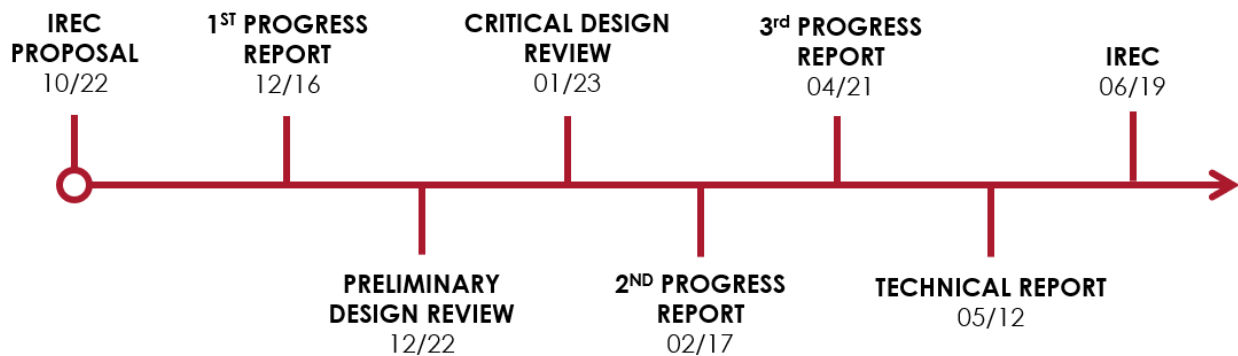 IREC
PROPOSAL
10/22
1ST PROGRESS
REPORT
12/16
PRELIMINARY
DESIGN REVIEW
12/22
CRITICAL DESIGN
REVIEW
01/23
2ND PROGRESS
REPORT
02/17
3rd PROGRESS
REPORT
04/21
TECHNICAL REPORT
05/12
IREC
06/19